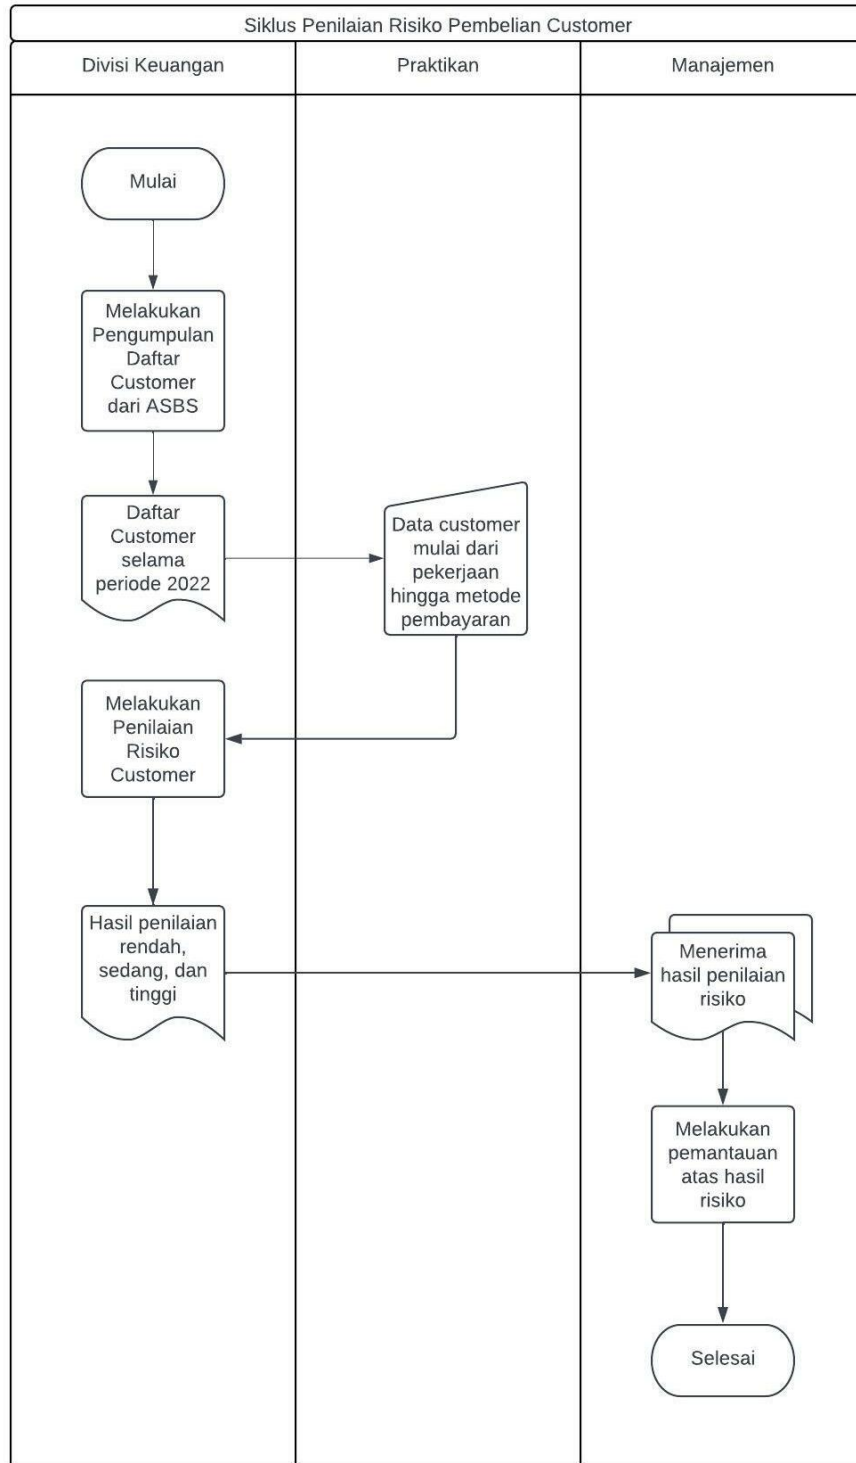 Siklus Penilaian Risiko Pembelian Customer
Divisi Keuangan
Praktikan
Manajemen
Mulai
Melakukan
Pengumpulan
Daftar
Customer
dari ASBS
Daftar
Customer
selama
periode 2022
Data customer
mulai dari
pekerjaan
hingga metode
pembayaran
Melakukan
Penilaian
Risiko
Customer
Hasil penilaian
rendah,
sedang, dan
tinggi
Menerima
hasil penilaian
risiko
Melakukan
pemantauan
atas hasil
risiko
Selesai